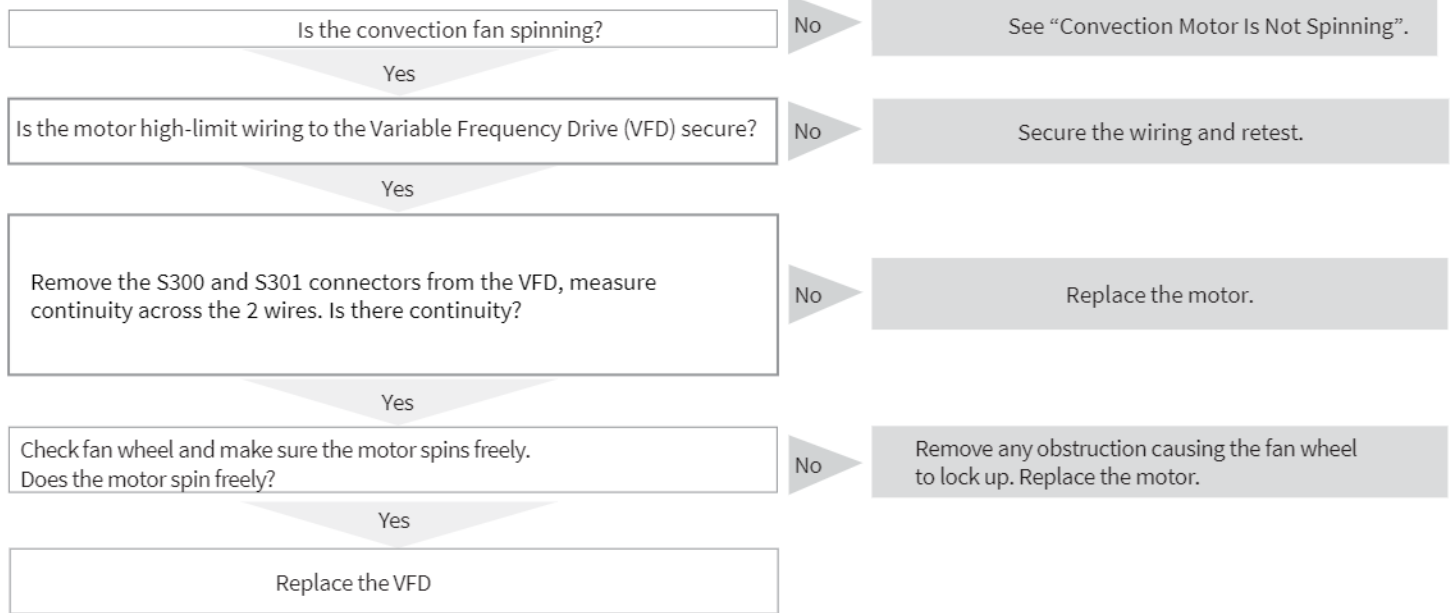 Is the convection fan spinning?
No
See “Convection Motor Is Not Spinning”.
Yes
Is the motor high-limit wiring to the Variable Frequency Drive (VFD) secure?
No
Secure the wiring and retest.
Yes
Remove the S300 and S301 connectors from the VFD, measure
continuity across the 2 wires. Is there continuity?
No
Replace the motor.
Yes
Check fan wheel and make sure the motor spins freely.
Does the motor spin freely?
No
Remove any obstruction causing the fan wheel
to lock up. Replace the motor.
Yes
Replace the VFD